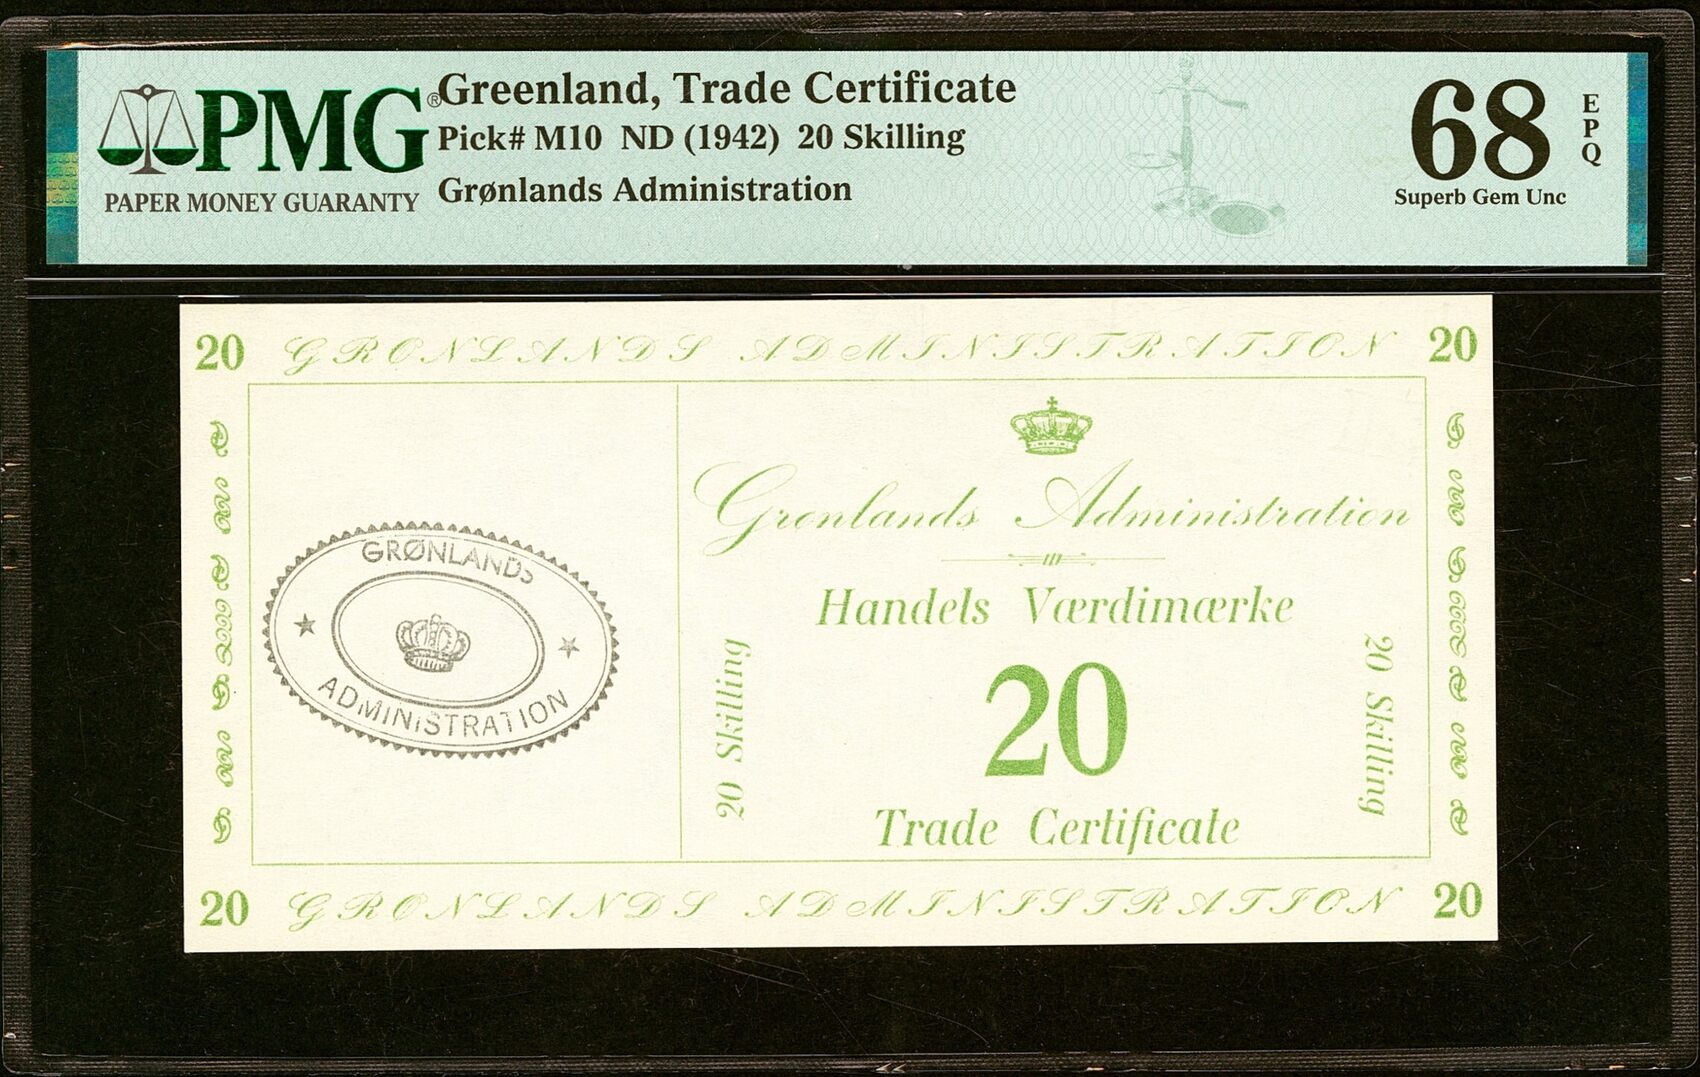 PMG®
PAPER MONEY GUARANTY
Greenland, Trade Certificate
Pick# M10 ND (1942) 20 Skilling
Grønlands Administration
68
EPQ
Superb Gem Unc
20 GRØNLANDS ADMINISTRATION 20
Grønlands Administration
Handels Værdimærke
20
Trade Certificate
20 Skilling
20 Skilling
GRØNLANDS
ADMINISTRATION
20 GRØNLANDS ADMINISTRATION 20